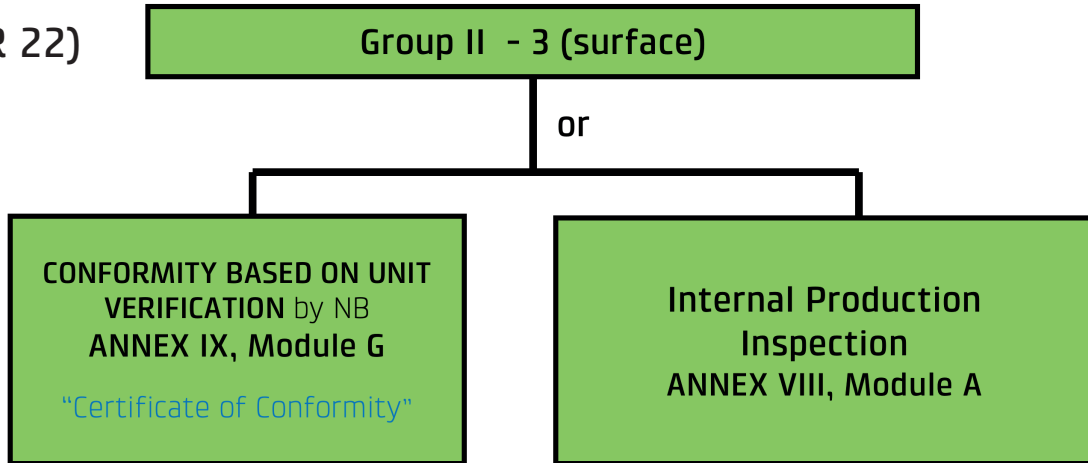 R 22)
Group II - 3 (surface)
or
CONFORMITY BASED ON UNIT
VERIFICATION by NB
ANNEX IX, Module G
“Certificate of Conformity”
Internal Production
Inspection
ANNEX VIII, Module A